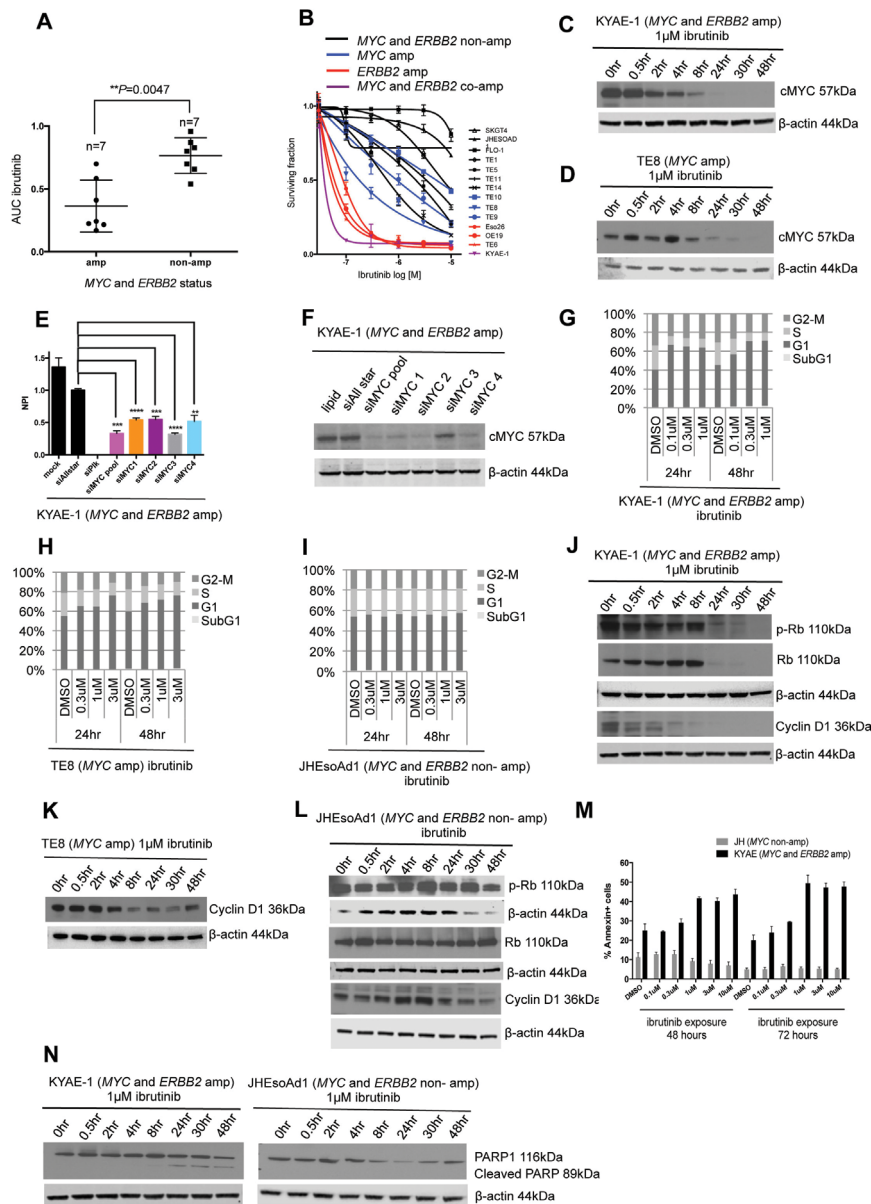 A
**P=0.0047
n=7
n=7
AUC ibrutinib
1.0
0.5
0.0
amp
non-amp
MYC and ERBB2 status
B
MYC and ERBB2 non-amp
MYC amp
ERBB2 amp
MYC and ERBB2 co-amp
Surviving fraction
1.0
0.5
0.0
-7
-6
-5
Ibrutinib log [M]
SKGT4
JHESOAD
1
FLO-1
TE1
TE5
TE11
TE14
TE10
TE8
TE9
Eso26
OE19
TE6
KYAE-1
C
KYAE-1 (MYC and ERBB2 amp)
1µM ibrutinib
0hr 0.5hr 2hr 4hr 8hr 24hr 30hr 48hr
cMYC 57kDa
β-actin 44kDa
D
TE8 (MYC amp)
1µM ibrutinib
0hr 0.5hr 2hr 4hr 8hr 24hr 30hr 48hr
cMYC 57kDa
β-actin 44kDa
E
NPI
1.5
1.0
0.5
0.0
*** **** *** **** **
mock siAllstar siPlk siMYC pool siMYC1 siMYC2 siMYC3 siMYC4
KYAE-1 (MYC and ERBB2 amp)
F
KYAE-1 (MYC and ERBB2 amp)
lipid siAll star siMYC pool siMYC 1 siMYC 2 siMYC 3 siMYC 4
cMYC 57kDa
β-actin 44kDa
G
100%
80%
60%
40%
20%
0%
G2-M
S
G1
SubG1
DMSO 0.1uM 0.3uM 1uM DMSO 0.1uM 0.3uM 1uM
24hr 48hr
KYAE-1 (MYC and ERBB2 amp)
ibrutinib
H
100%
80%
60%
40%
20%
0%
G2-M
S
G1
SubG1
DMSO 0.3uM 1uM 3uM DMSO 0.3uM 1uM 3uM
24hr 48hr
TE8 (MYC amp) ibrutinib
I
100%
80%
60%
40%
20%
0%
G2-M
S
G1
SubG1
DMSO 0.3uM 1uM 3uM DMSO 0.3uM 1uM 3uM
24hr 48hr
JHEsoAd1 (MYC and ERBB2 non- amp)
ibrutinib
J
KYAE-1 (MYC and ERBB2 amp)
1µM ibrutinib
0hr 0.5hr 2hr 4hr 8hr 24hr 30hr 48hr
p-Rb 110kDa
Rb 110kDa
β-actin 44kDa
Cyclin D1 36kDa
β-actin 44kDa
K
TE8 (MYC amp) 1µM ibrutinib
0hr 0.5hr 2hr 4hr 8hr 24hr 30hr 48hr
Cyclin D1 36kDa
β-actin 44kDa
L
JHEsoAd1 (MYC and ERBB2 non- amp)
ibrutinib
0hr 0.5hr 2hr 4hr 8hr 24hr 30hr 48hr
p-Rb 110kDa
β-actin 44kDa
Rb 110kDa
β-actin 44kDa
Cyclin D1 36kDa
β-actin 44kDa
M
JH (MYC non-amp)
KYAE (MYC and ERBB2 amp)
% Annexin+ cells
60
50
40
30
20
10
0
DMSO 0.1uM 0.3uM 1uM 3uM 10uM DMSO 0.1uM 0.3uM 1uM 3uM 10uM
ibrutinib exposure
48 hours
ibrutinib exposure
72 hours
N
KYAE-1 (MYC and ERBB2 amp)
1µM ibrutinib
0hr 0.5hr 2hr 4hr 8hr 24hr 30hr 48hr
JHEsoAd1 (MYC and ERBB2 non- amp)
1µM ibrutinib
0hr 0.5hr 2hr 4hr 8hr 24hr 30hr 48hr
PARP1 116kDa
Cleaved PARP 89kDa
β-actin 44kDa